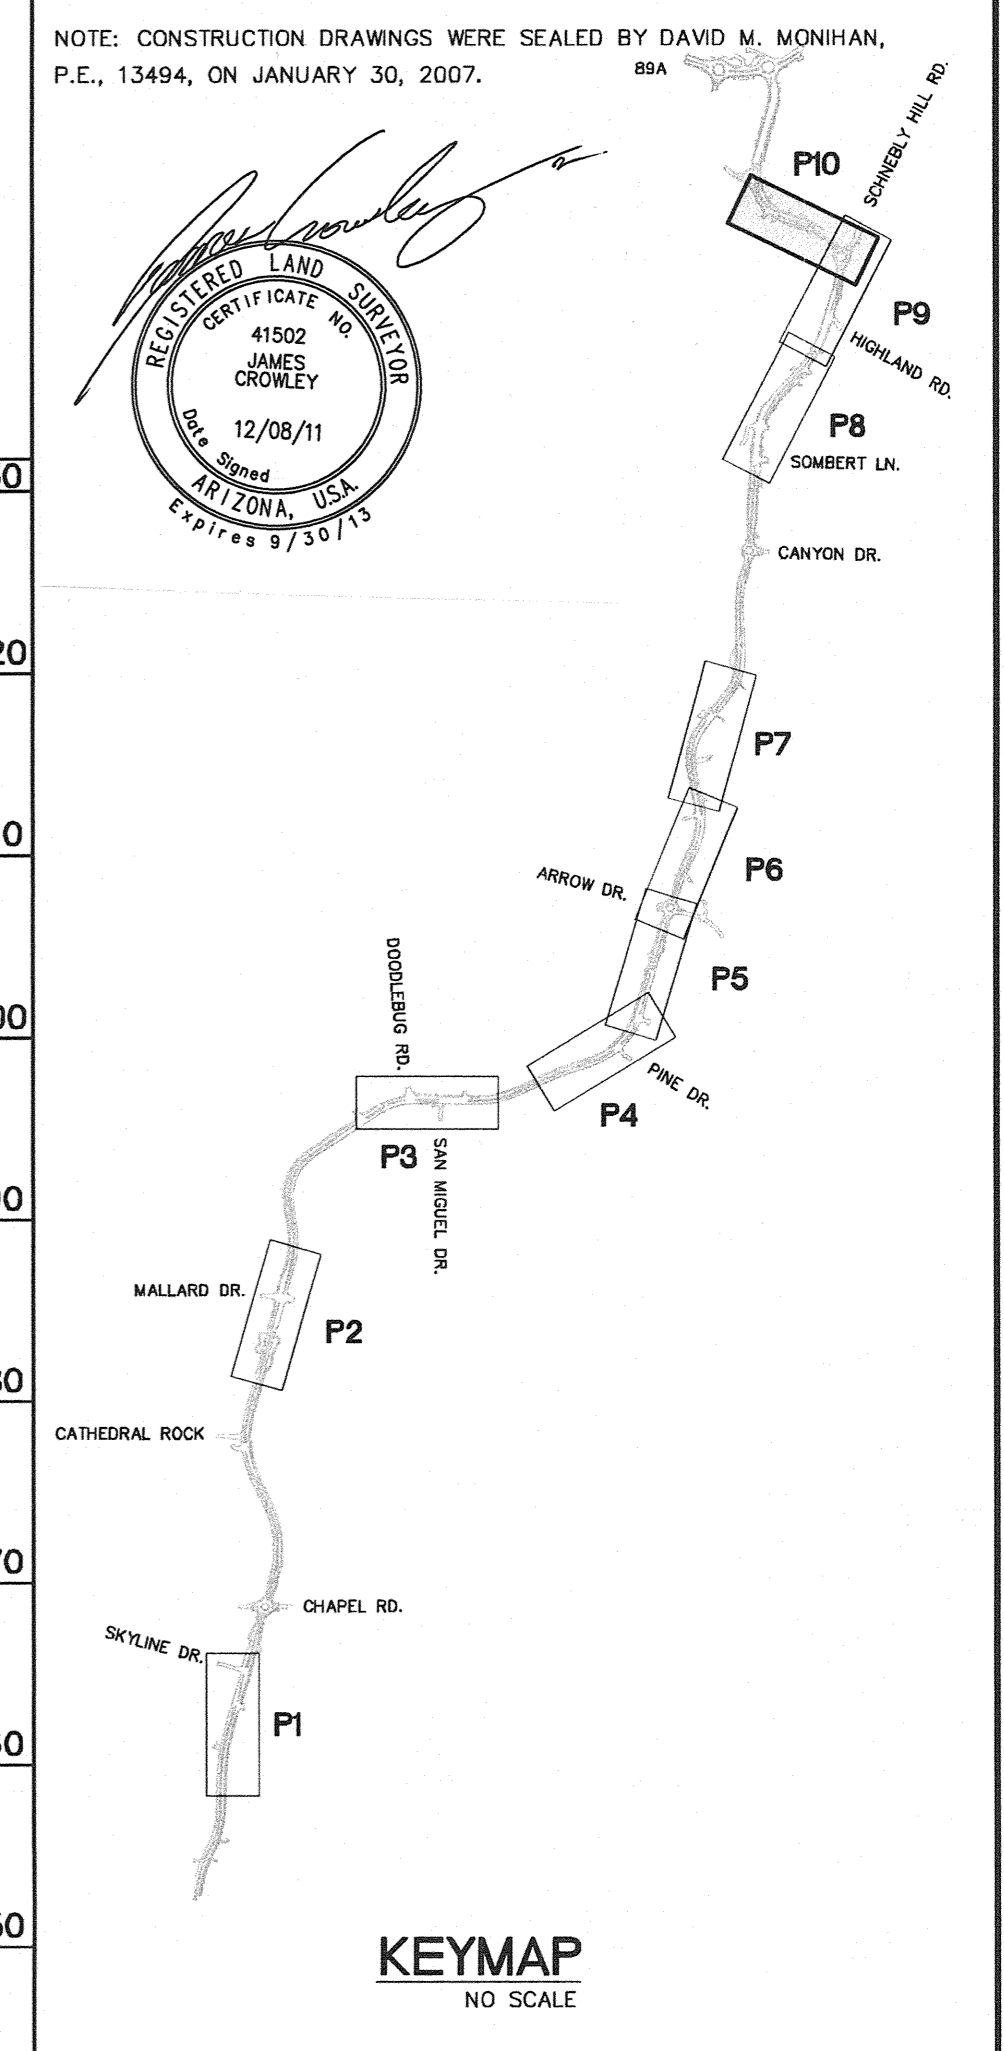 NOTE: CONSTRUCTION DRAWINGS WERE SEALED BY DAVID M. MONIHAN,
P.E., 13494, ON JANUARY 30, 2007.
89A
SCHNEBLY HILL RD.
P10
REGISTERED LAND SURVEYOR
CERTIFICATE NO.
41502
JAMES
CROWLEY
12/08/11
Date Signed
ARIZONA, U.S.A.
Expires 9/30/13
P9
HIGHLAND RD.
P8
SOMBERT LN.
CANYON DR.
20
P7
P6
ARROW DR.
P5
DOODLEBUG RD.
PINE DR.
P4
P3
SAN MIGUEL DR.
MALLARD DR.
P2
CATHEDRAL ROCK
CHAPEL RD.
SKYLINE DR.
P1
KEYMAP
NO SCALE